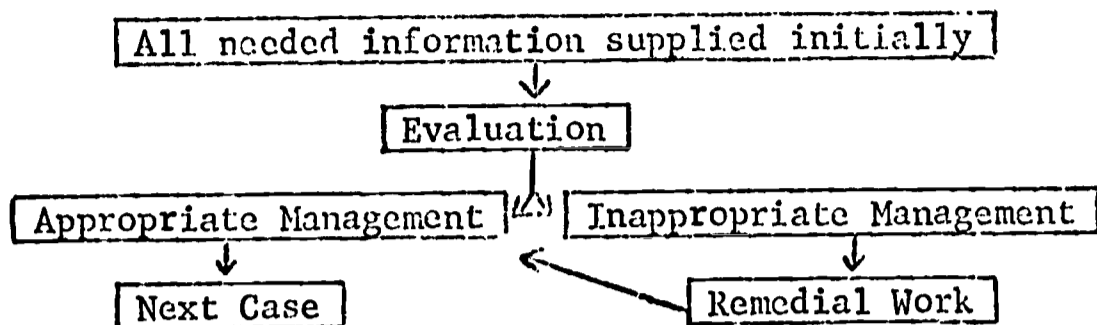 All needed information supplied initially
Evaluation
Appropriate Management Inappropriate Management
Next Case Remedial Work